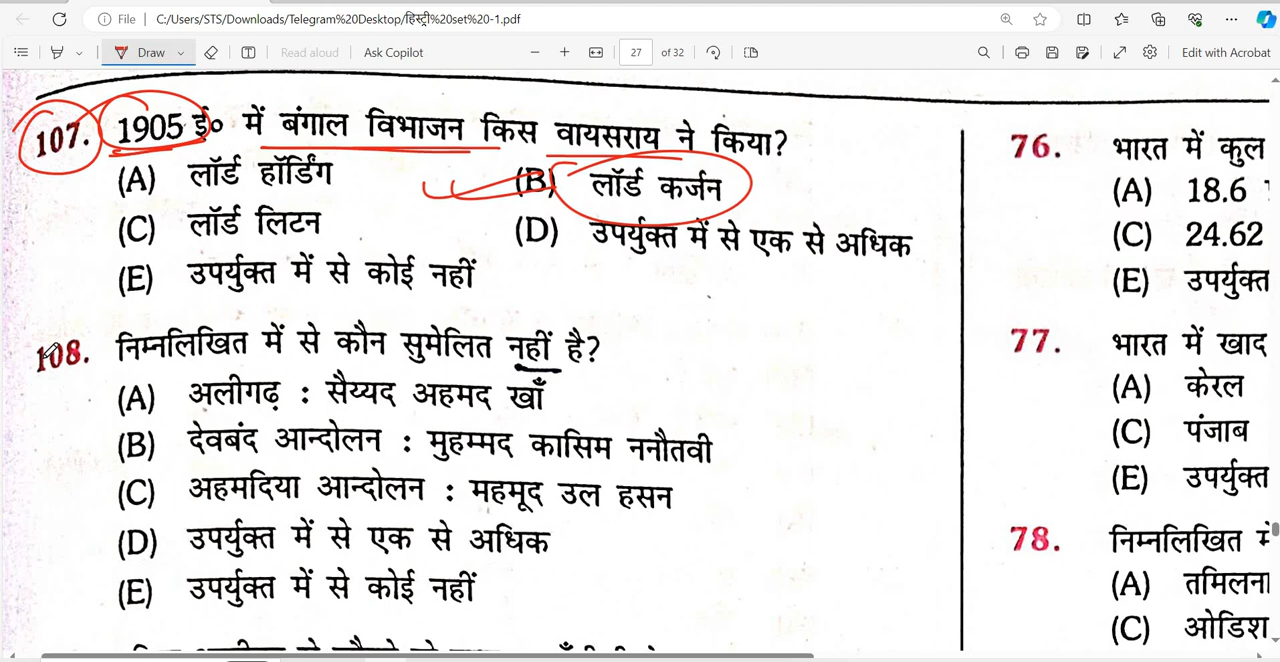 File C:/Users/STS/Downloads/Telegram%20Desktop/हिस्ट्री%20set%20-1.pdf
Draw Read aloud Ask Copilot 27 of 32 Edit with Acrobat
107. 1905 ई० में बंगाल विभाजन किस वायसराय ने किया?
(A) लॉर्ड हॉर्डिंग (B) लॉर्ड कर्जन
(C) लॉर्ड लिटन (D) उपर्युक्त में से एक से अधिक
(E) उपर्युक्त में से कोई नहीं
108. निम्नलिखित में से कौन सुमेलित नहीं है?
(A) अलीगढ़ : सैय्यद अहमद खाँ
(B) देवबंद आन्दोलन : मुहम्मद कासिम ननौतवी
(C) अहमदिया आन्दोलन : महमूद उल हसन
(D) उपर्युक्त में से एक से अधिक
(E) उपर्युक्त में से कोई नहीं
76. भारत में कुल
(A) 18.6
(C) 24.62
(E) उपर्युक्त
77. भारत में खाद
(A) केरल
(C) पंजाब
(E) उपर्युक्त
78. निम्नलिखित में
(A) तमिलना
(C) ओडिश